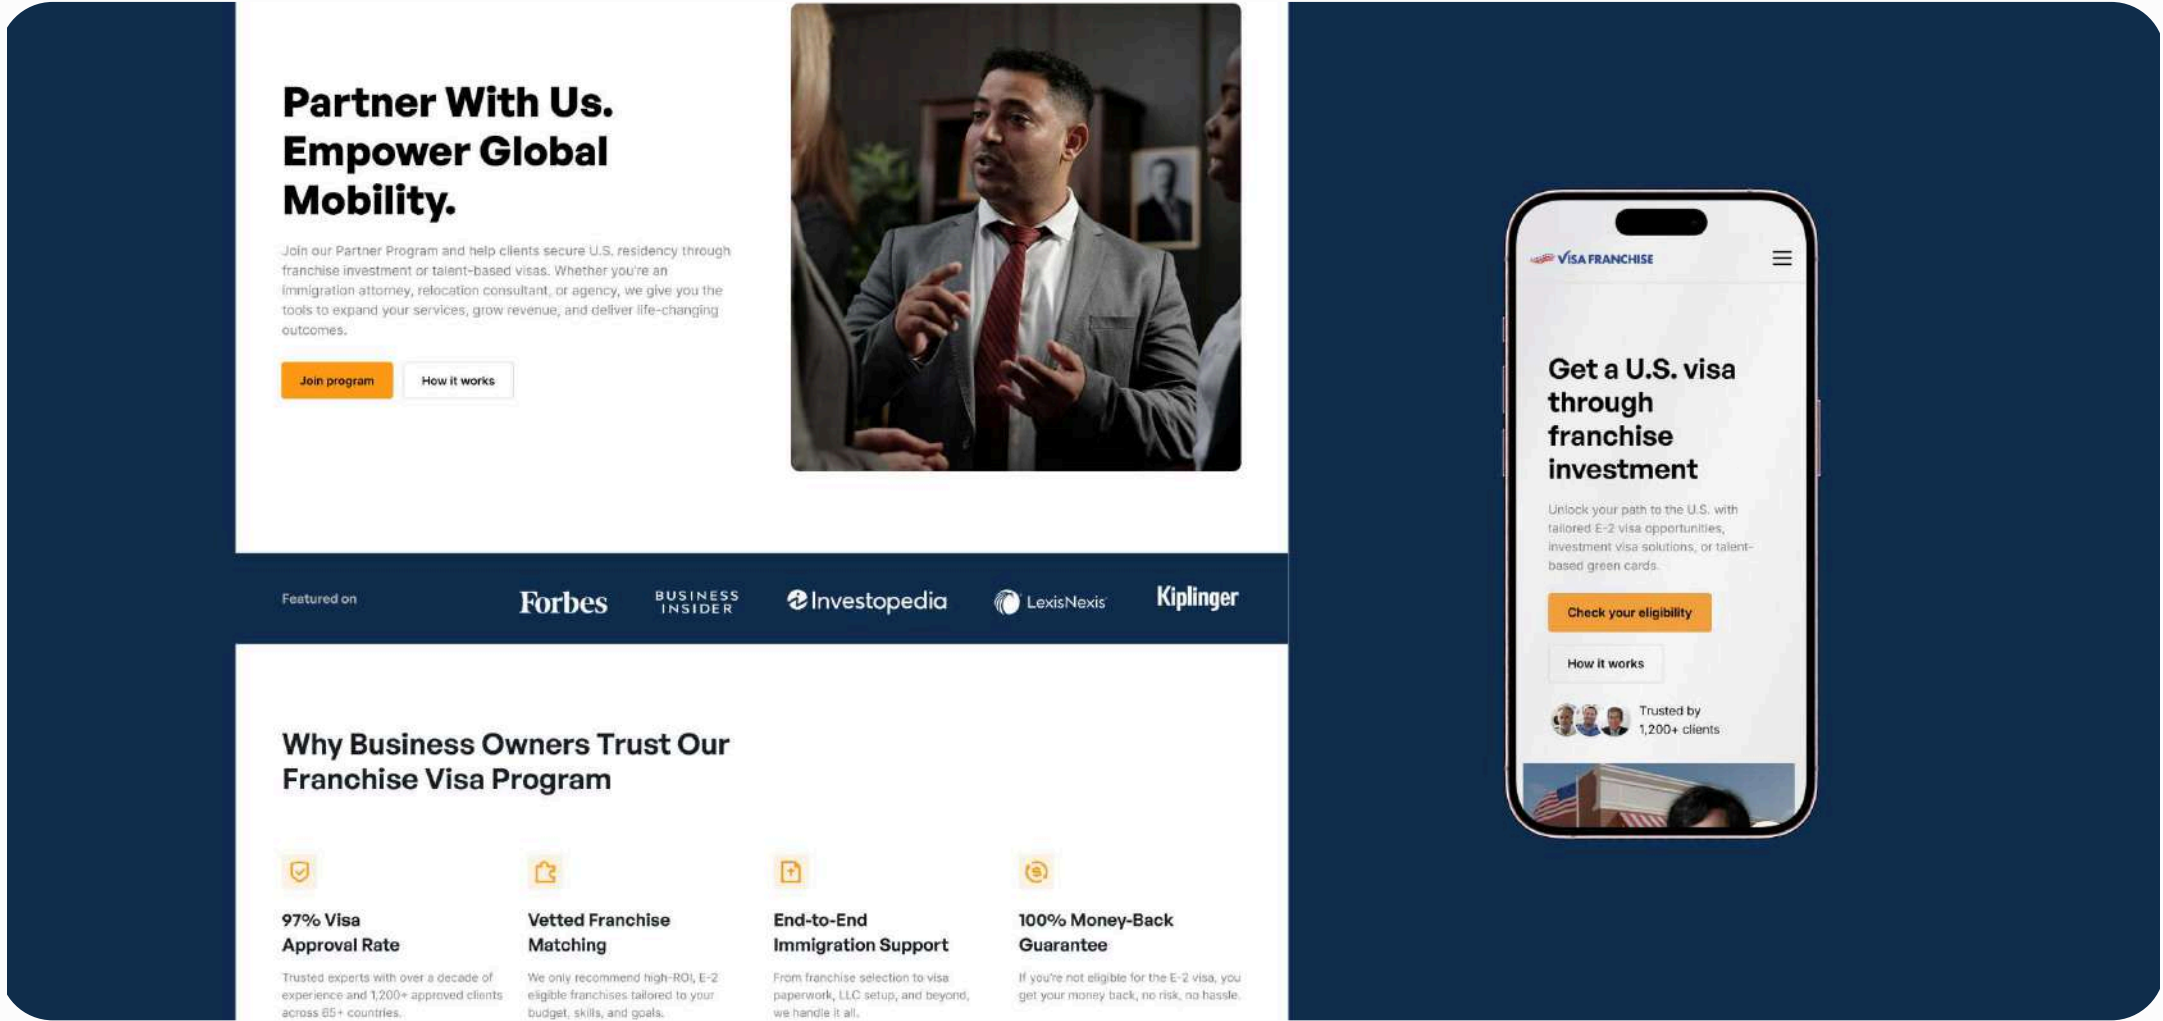 Partner With Us.
Empower Global
Mobility.
Join our Partner Program and help clients secure U.S. residency through
franchise investment or talent-based visas. Whether you're an
immigration attorney, relocation consultant, or agency, we give you the
tools to expand your services, grow revenue, and deliver life-changing
outcomes.
Join program
How it works
Featured on
Forbes
BUSINESS
INSIDER
Investopedia
LexisNexis
Kiplinger
Why Business Owners Trust Our
Franchise Visa Program
97% Visa
Approval Rate
Trusted experts with over a decade of
experience and 1,200+ approved clients
across 65+ countries.
Vetted Franchise
Matching
We only recommend high-ROI, E-2
eligible franchises tailored to your
budget, skills, and goals.
End-to-End
Immigration Support
From franchise selection to visa
paperwork, LLC setup, and beyond,
we handle it all.
100% Money-Back
Guarantee
If you're not eligible for the E-2 visa, you
get your money back, no risk, no hassle.
VISA FRANCHISE
Get a U.S. visa
through
franchise
investment
Unlock your path to the U.S. with
tailored E-2 visa opportunities,
investment visa solutions, or talent-
based green cards.
Check your eligibility
How it works
Trusted by
1,200+ clients